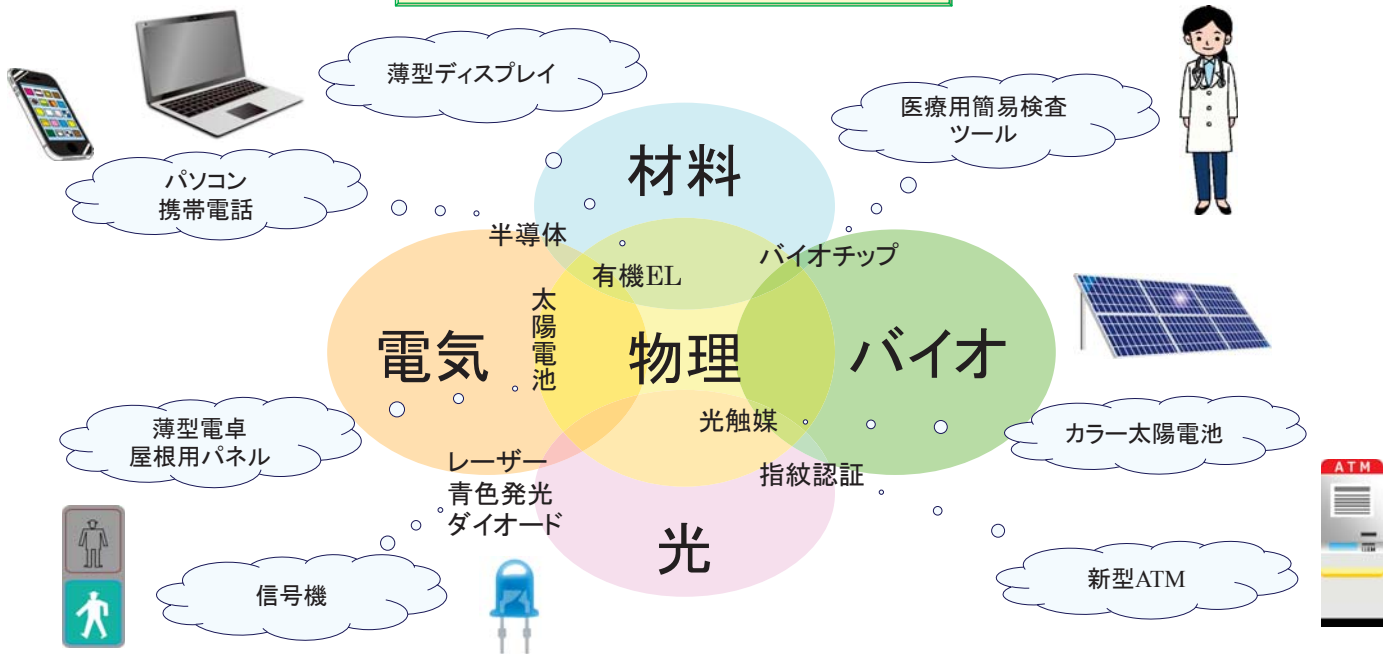 薄型ディスプレイ
医療用簡易検査
ツール
材料
パソコン
携帯電話
半導体
バイオチップ
有機EL
太陽電池
電気
物理
バイオ
薄型電卓
屋根用パネル
光触媒
カラー太陽電池
レーザー
青色発光
ダイオード
指紋認証
ATM
光
信号機
新型ATM